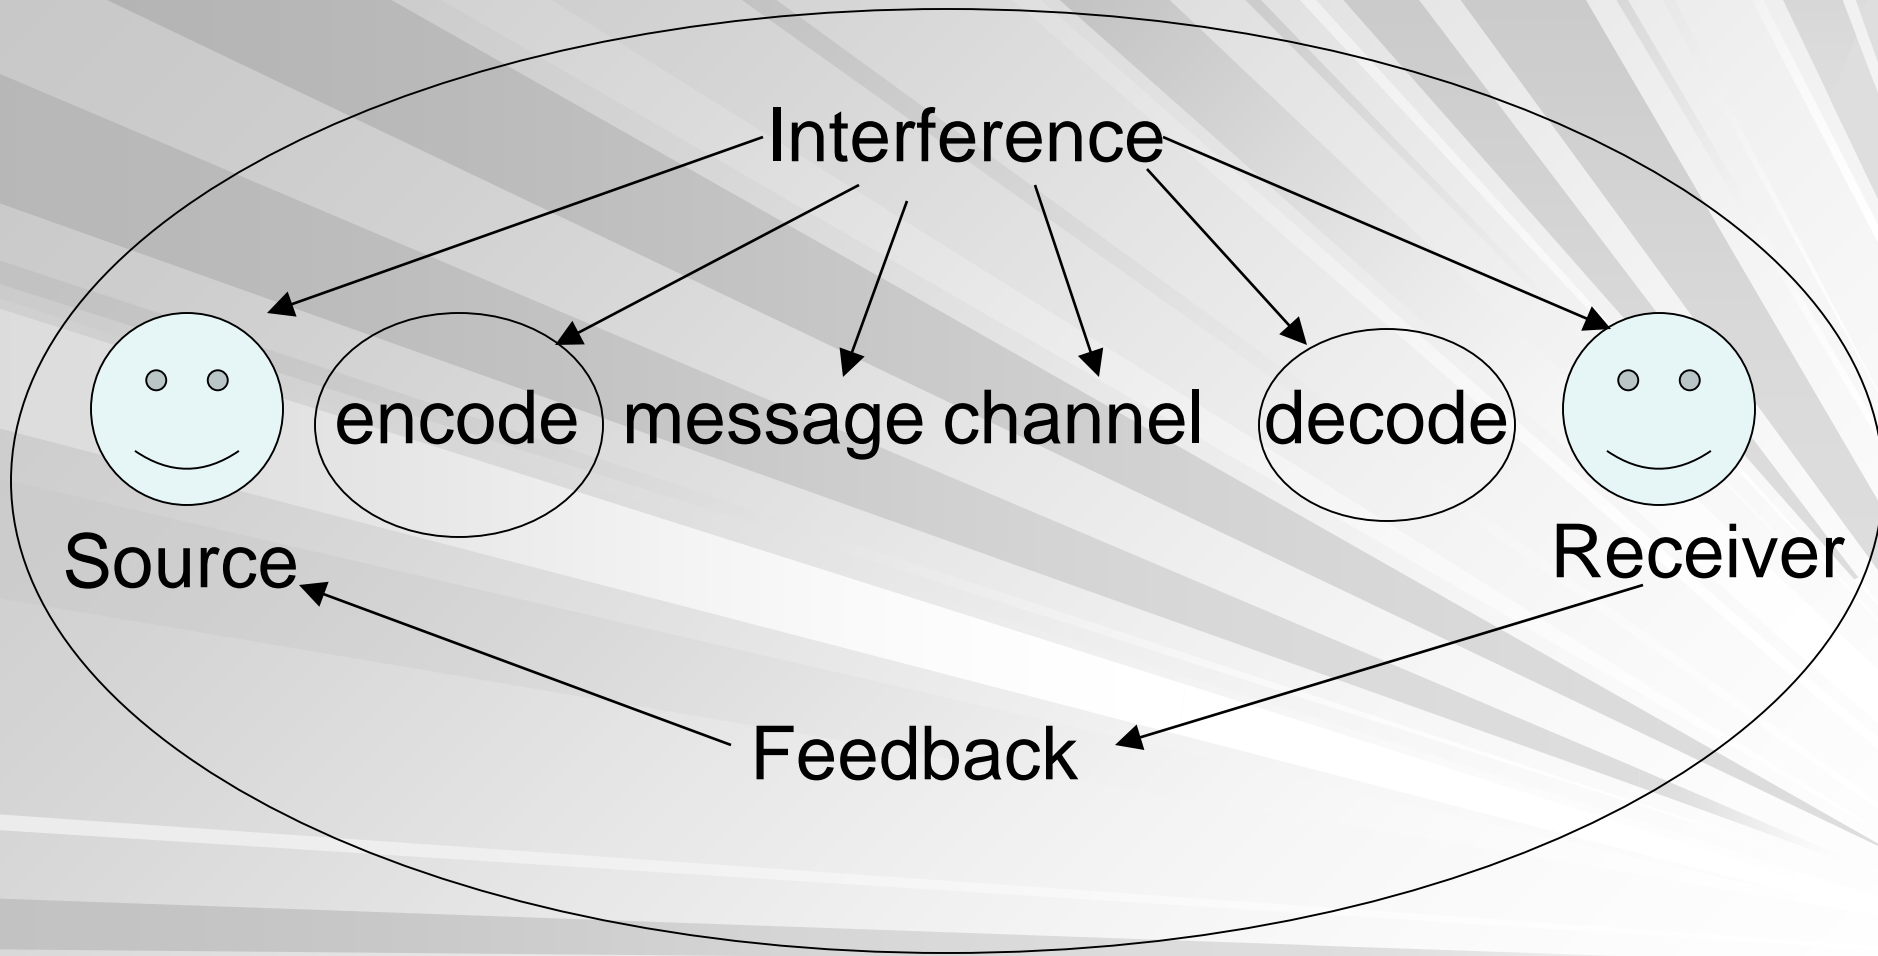 Interference
encode message channel decode
Source
Receiver
Feedback